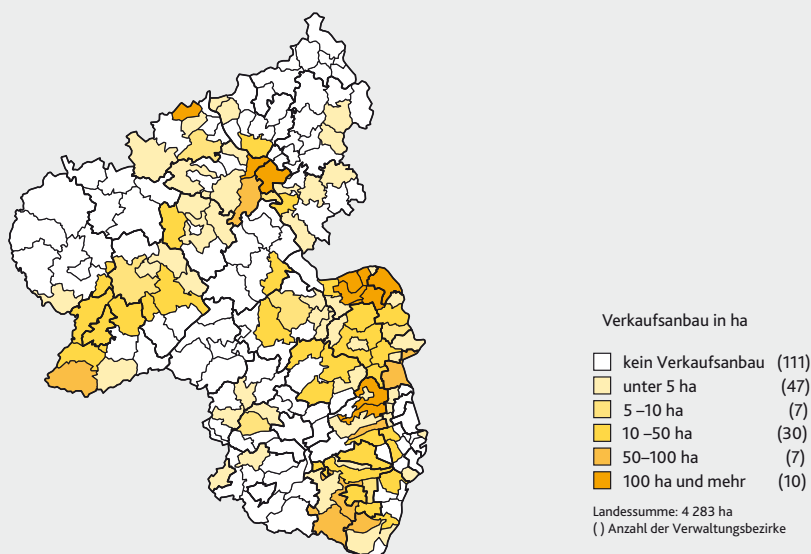 Verkaufsanbau in ha
kein Verkaufsanbau (111)
unter 5 ha (47)
5 –10 ha (7)
10 –50 ha (30)
50–100 ha (7)
100 ha und mehr (10)
Landessumme: 4 283 ha
( ) Anzahl der Verwaltungsbezirke